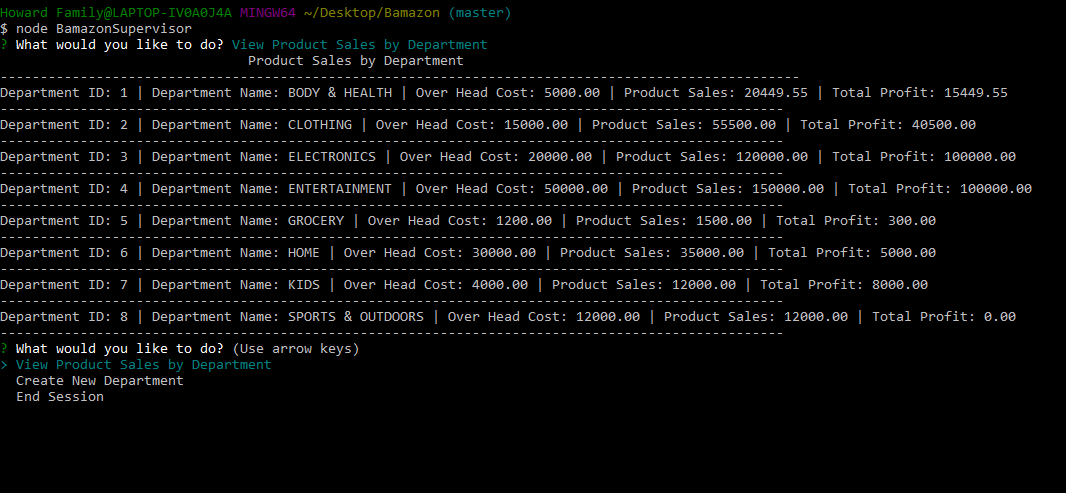 Howard Family@LAPTOP-IV0A0J4A MINGW64 ~/Desktop/Bamazon (master)
$ node BamazonSupervisor
? What would you like to do? View Product Sales by Department
Product Sales by Department
----------------------------------------------------------------------------------------------------
Department ID: 1 | Department Name: BODY & HEALTH | Over Head Cost: 5000.00 | Product Sales: 20449.55 | Total Profit: 15449.55
--------------------------------------------------------------------------------------------------
Department ID: 2 | Department Name: CLOTHING | Over Head Cost: 15000.00 | Product Sales: 55500.00 | Total Profit: 40500.00
--------------------------------------------------------------------------------------------------
Department ID: 3 | Department Name: ELECTRONICS | Over Head Cost: 20000.00 | Product Sales: 120000.00 | Total Profit: 100000.00
--------------------------------------------------------------------------------------------------
Department ID: 4 | Department Name: ENTERTAINMENT | Over Head Cost: 50000.00 | Product Sales: 150000.00 | Total Profit: 100000.00
--------------------------------------------------------------------------------------------------
Department ID: 5 | Department Name: GROCERY | Over Head Cost: 1200.00 | Product Sales: 1500.00 | Total Profit: 300.00
--------------------------------------------------------------------------------------------------
Department ID: 6 | Department Name: HOME | Over Head Cost: 30000.00 | Product Sales: 35000.00 | Total Profit: 5000.00
--------------------------------------------------------------------------------------------------
Department ID: 7 | Department Name: KIDS | Over Head Cost: 4000.00 | Product Sales: 12000.00 | Total Profit: 8000.00
--------------------------------------------------------------------------------------------------
Department ID: 8 | Department Name: SPORTS & OUTDOORS | Over Head Cost: 12000.00 | Product Sales: 12000.00 | Total Profit: 0.00
--------------------------------------------------------------------------------------------------
? What would you like to do? (Use arrow keys)
> View Product Sales by Department
Create New Department
End Session